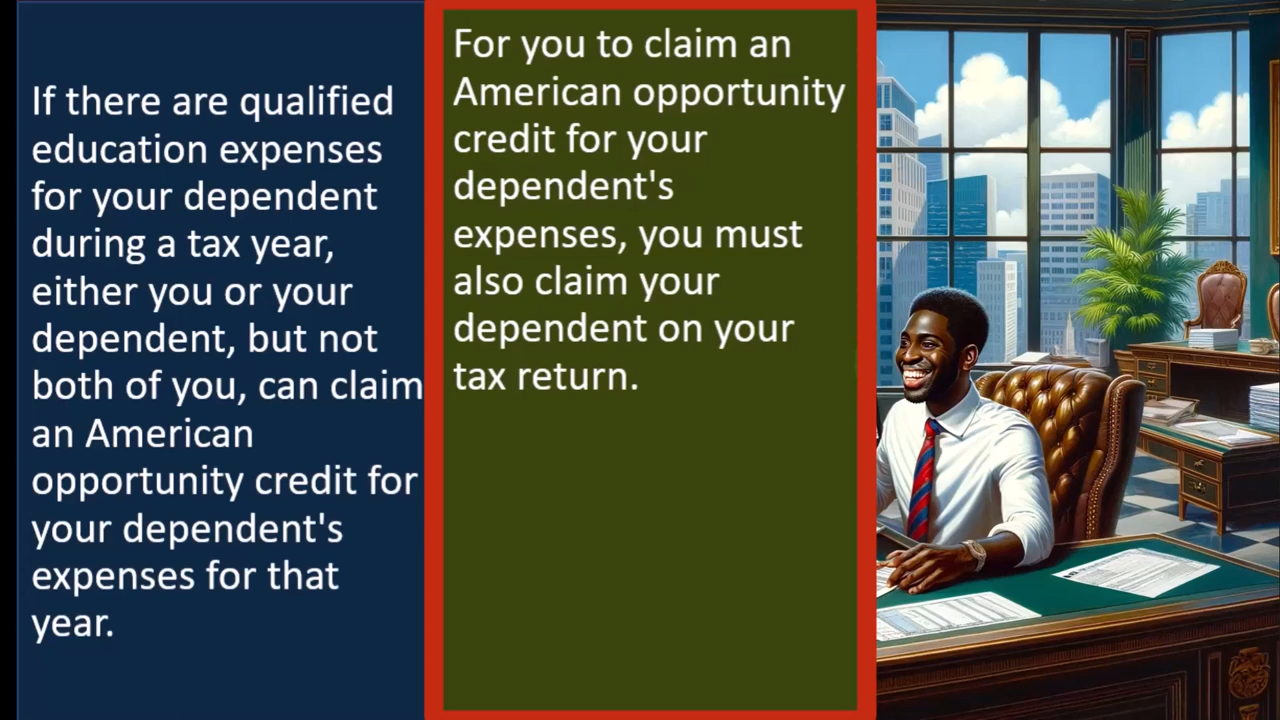 If there are qualified
education expenses
for your dependent
during a tax year,
either you or your
dependent, but not
both of you, can claim
an American
opportunity credit for
your dependent's
expenses for that
year.
For you to claim an
American opportunity
credit for your
dependent's
expenses, you must
also claim your
dependent on your
tax return.